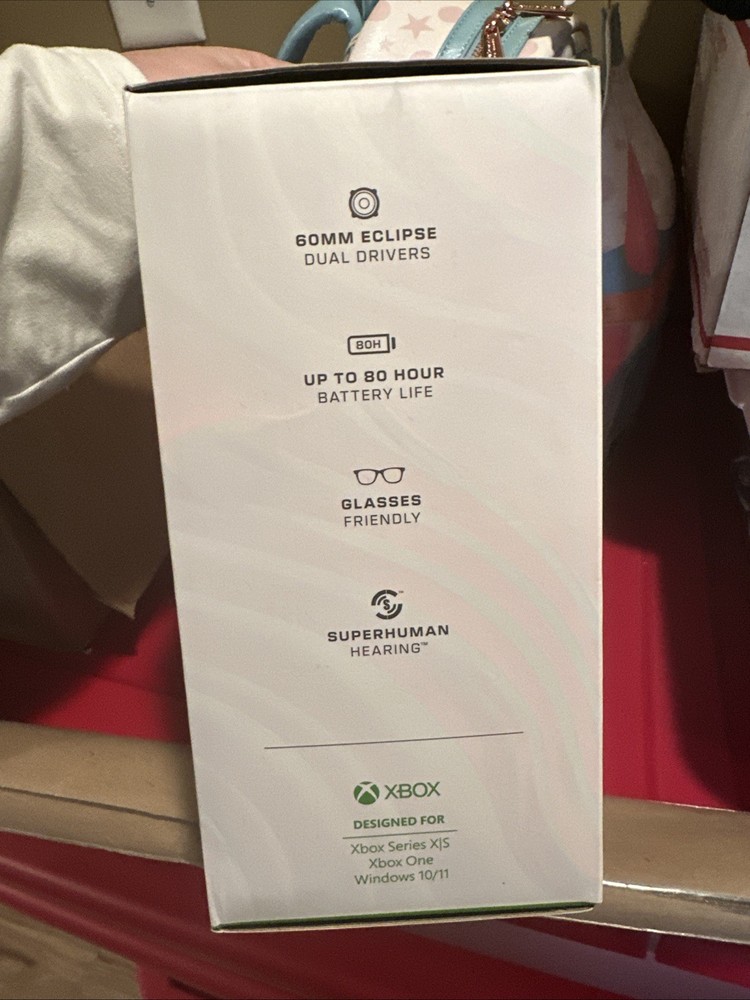 60MM ECLIPSE
DUAL DRIVERS
80H
UP TO 80 HOUR
BATTERY LIFE
GLASSES
FRIENDLY
S
SUPERHUMAN
HEARING™
XBOX
DESIGNED FOR
Xbox Series X|S
Xbox One
Windows 10/11